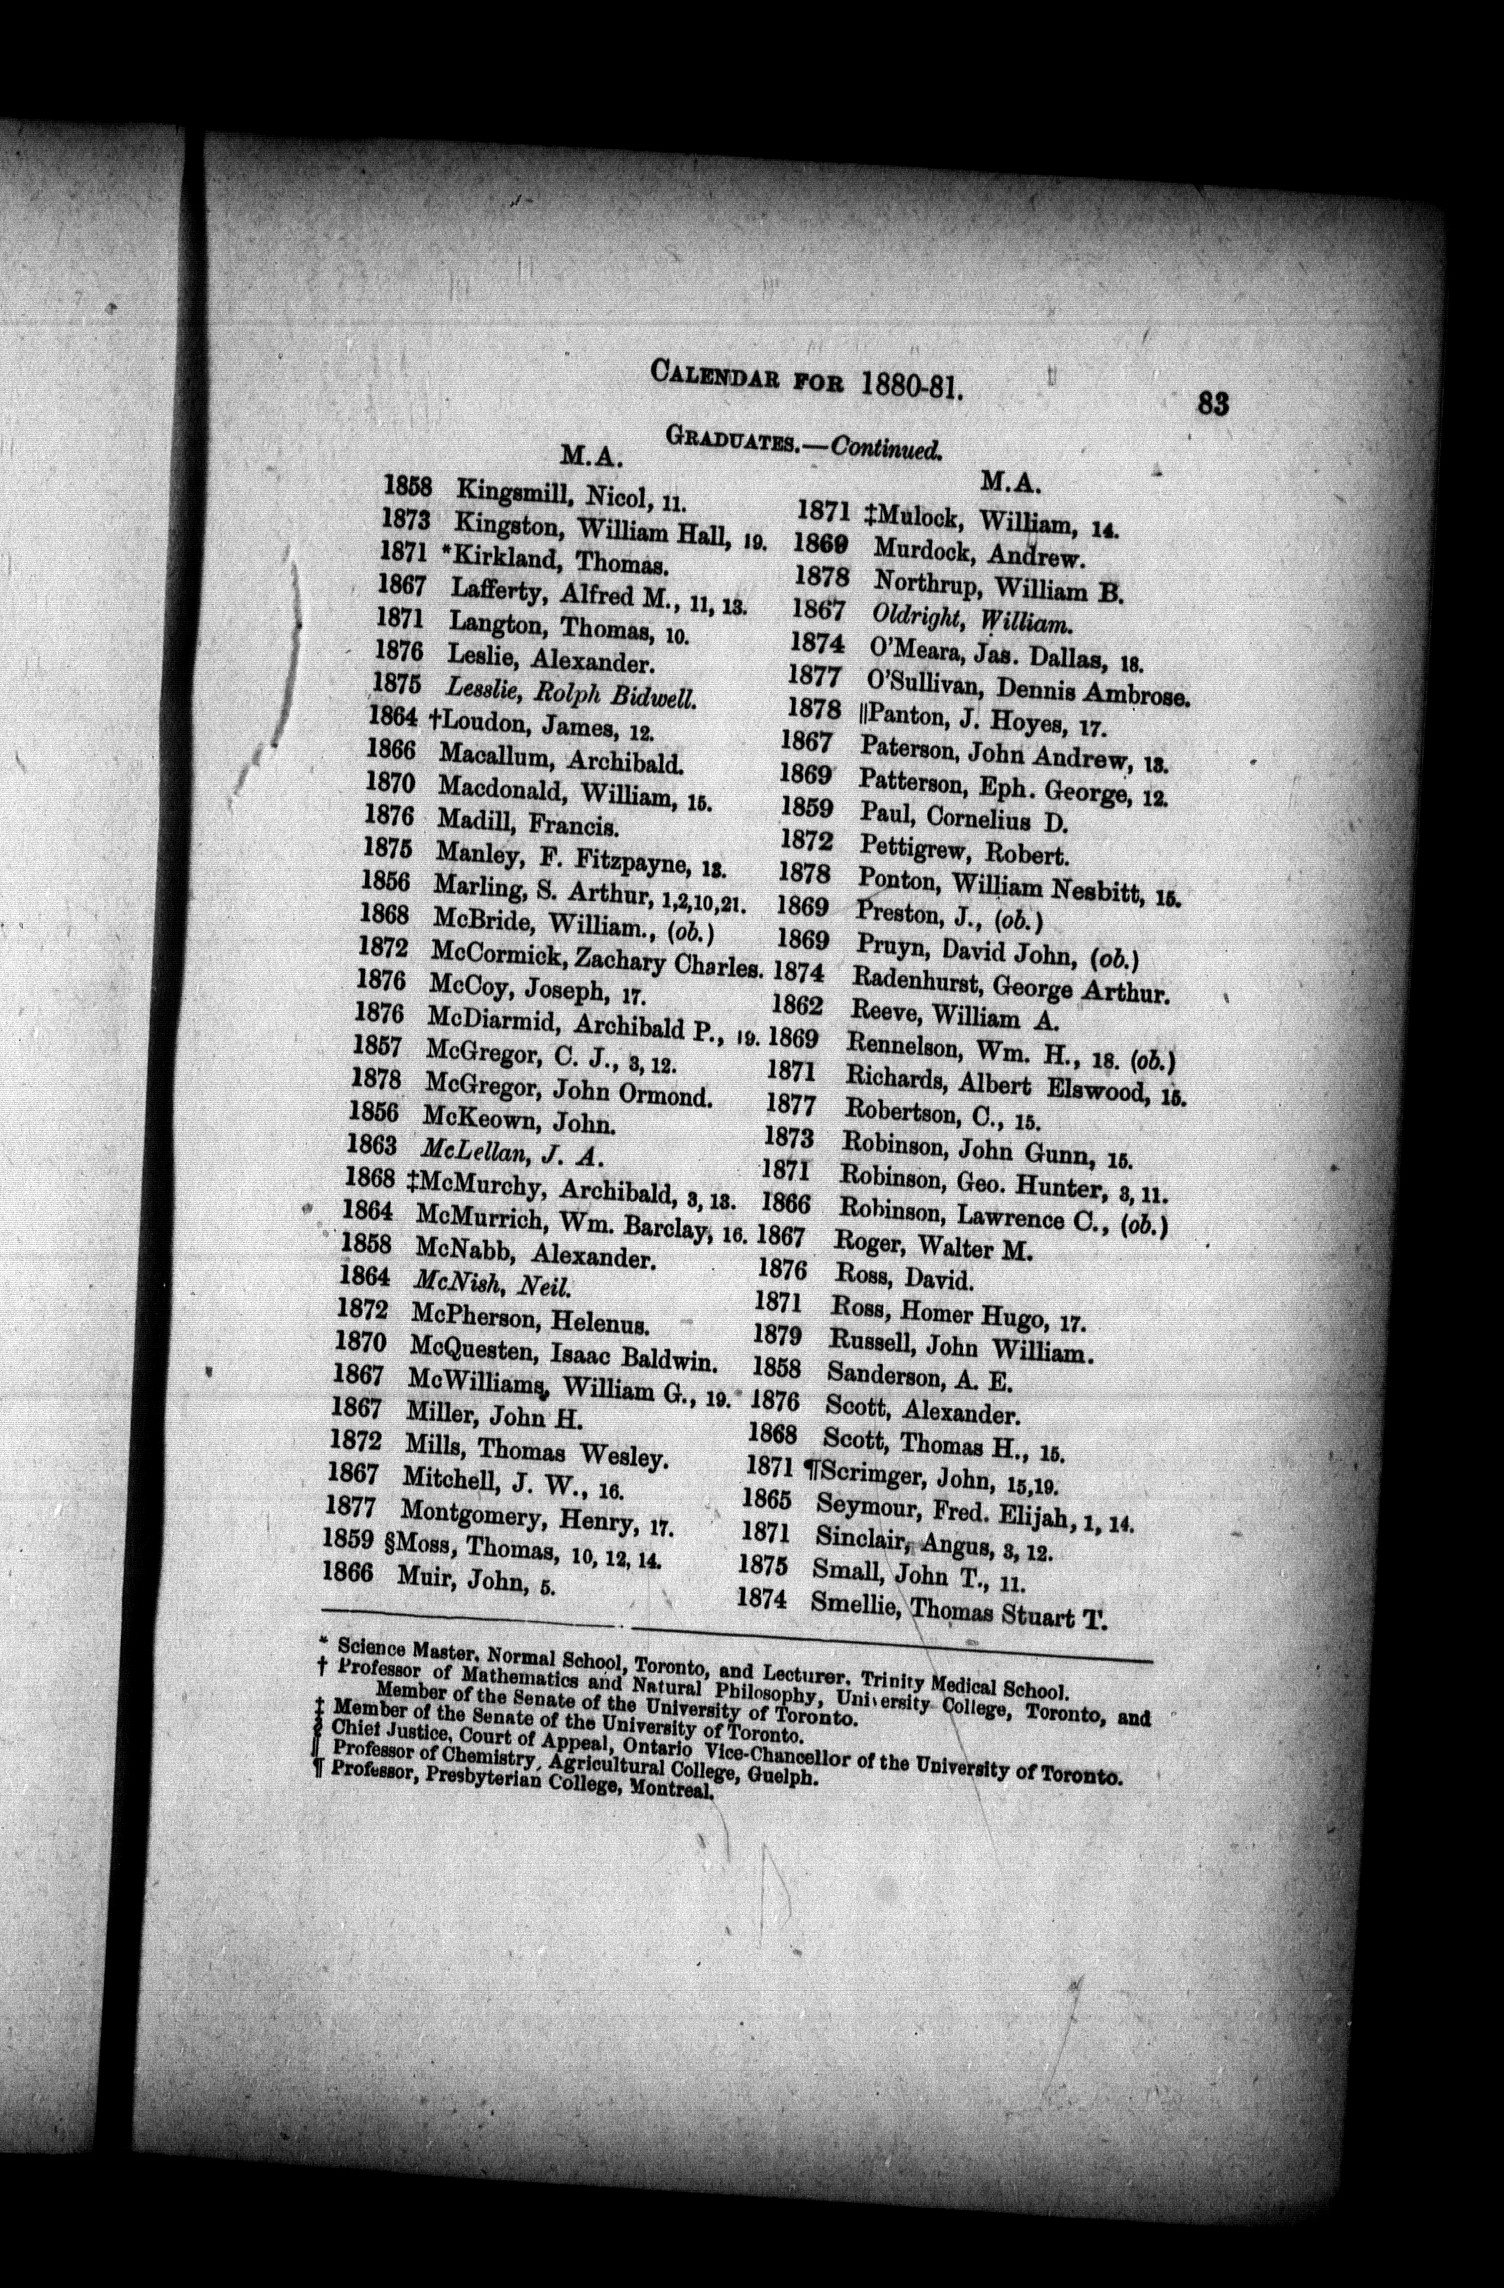 CALENDAR FOR 1880-81.
83
GRADUATES.—Continued.
M.A.
1858 Kingsmill, Nicol, 11.
1873 Kingston, William Hall, 19.
1871 *Kirkland, Thomas.
1867 Lafferty, Alfred M., 11, 13.
1871 Langton, Thomas, 10.
1876 Leslie, Alexander.
1875 Lesslie, Rolph Bidwell.
1864 †Loudon, James, 12.
1866 Macallum, Archibald.
1870 Macdonald, William, 15.
1876 Madill, Francis.
1875 Manley, F. Fitzpayne, 13.
1856 Marling, S. Arthur, 1,2,10,21.
1868 McBride, William., (ob.)
1872 McCormick, Zachary Charles.
1876 McCoy, Joseph, 17.
1876 McDiarmid, Archibald P., 19.
1857 McGregor, C. J., 3, 12.
1878 McGregor, John Ormond.
1856 McKeown, John.
1863 McLellan, J. A.
1868 ‡McMurchy, Archibald, 3, 13.
1864 McMurrich, Wm. Barclay, 16.
1858 McNabb, Alexander.
1864 McNish, Neil.
1872 McPherson, Helenus.
1870 McQuesten, Isaac Baldwin.
1867 McWilliams, William G., 19.
1867 Miller, John H.
1872 Mills, Thomas Wesley.
1867 Mitchell, J. W., 16.
1877 Montgomery, Henry, 17.
1859 §Moss, Thomas, 10, 12, 14.
1866 Muir, John, 5.
M.A.
1871 ‡Mulock, William, 14.
1869 Murdock, Andrew.
1878 Northrup, William B.
1867 Oldright, William.
1874 O'Meara, Jas. Dallas, 18.
1877 O'Sullivan, Dennis Ambrose.
1878 ‖Panton, J. Hoyes, 17.
1867 Paterson, John Andrew, 13.
1869 Patterson, Eph. George, 12.
1859 Paul, Cornelius D.
1872 Pettigrew, Robert.
1878 Ponton, William Nesbitt, 15.
1869 Preston, J., (ob.)
1869 Pruyn, David John, (ob.)
1874 Radenhurst, George Arthur.
1862 Reeve, William A.
1869 Rennelson, Wm. H., 18. (ob.)
1871 Richards, Albert Elswood, 15.
1877 Robertson, C., 15.
1873 Robinson, John Gunn, 15.
1871 Robinson, Geo. Hunter, 3, 11.
1866 Robinson, Lawrence C., (ob.)
1867 Roger, Walter M.
1876 Ross, David.
1871 Ross, Homer Hugo, 17.
1879 Russell, John William.
1858 Sanderson, A. E.
1876 Scott, Alexander.
1868 Scott, Thomas H., 15.
1871 ¶Scrimger, John, 15,19.
1865 Seymour, Fred. Elijah, 1, 14.
1871 Sinclair, Angus, 3, 12.
1875 Small, John T., 11.
1874 Smellie, Thomas Stuart T.
* Science Master, Normal School, Toronto, and Lecturer, Trinity Medical School.
† Professor of Mathematics and Natural Philosophy, University College, Toronto, and
Member of the Senate of the University of Toronto.
‡ Member of the Senate of the University of Toronto.
§ Chief Justice, Court of Appeal, Ontario Vice-Chancellor of the University of Toronto.
‖ Professor of Chemistry, Agricultural College, Guelph.
¶ Professor, Presbyterian College, Montreal.